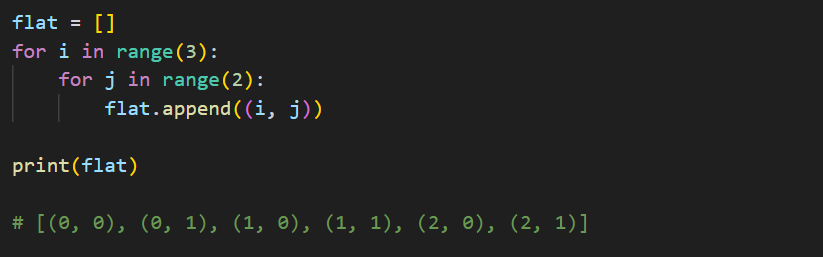 flat = []
for i in range(3):
    for j in range(2):
        flat.append((i, j))
print(flat)
# [(0, 0), (0, 1), (1, 0), (1, 1), (2, 0), (2, 1)]